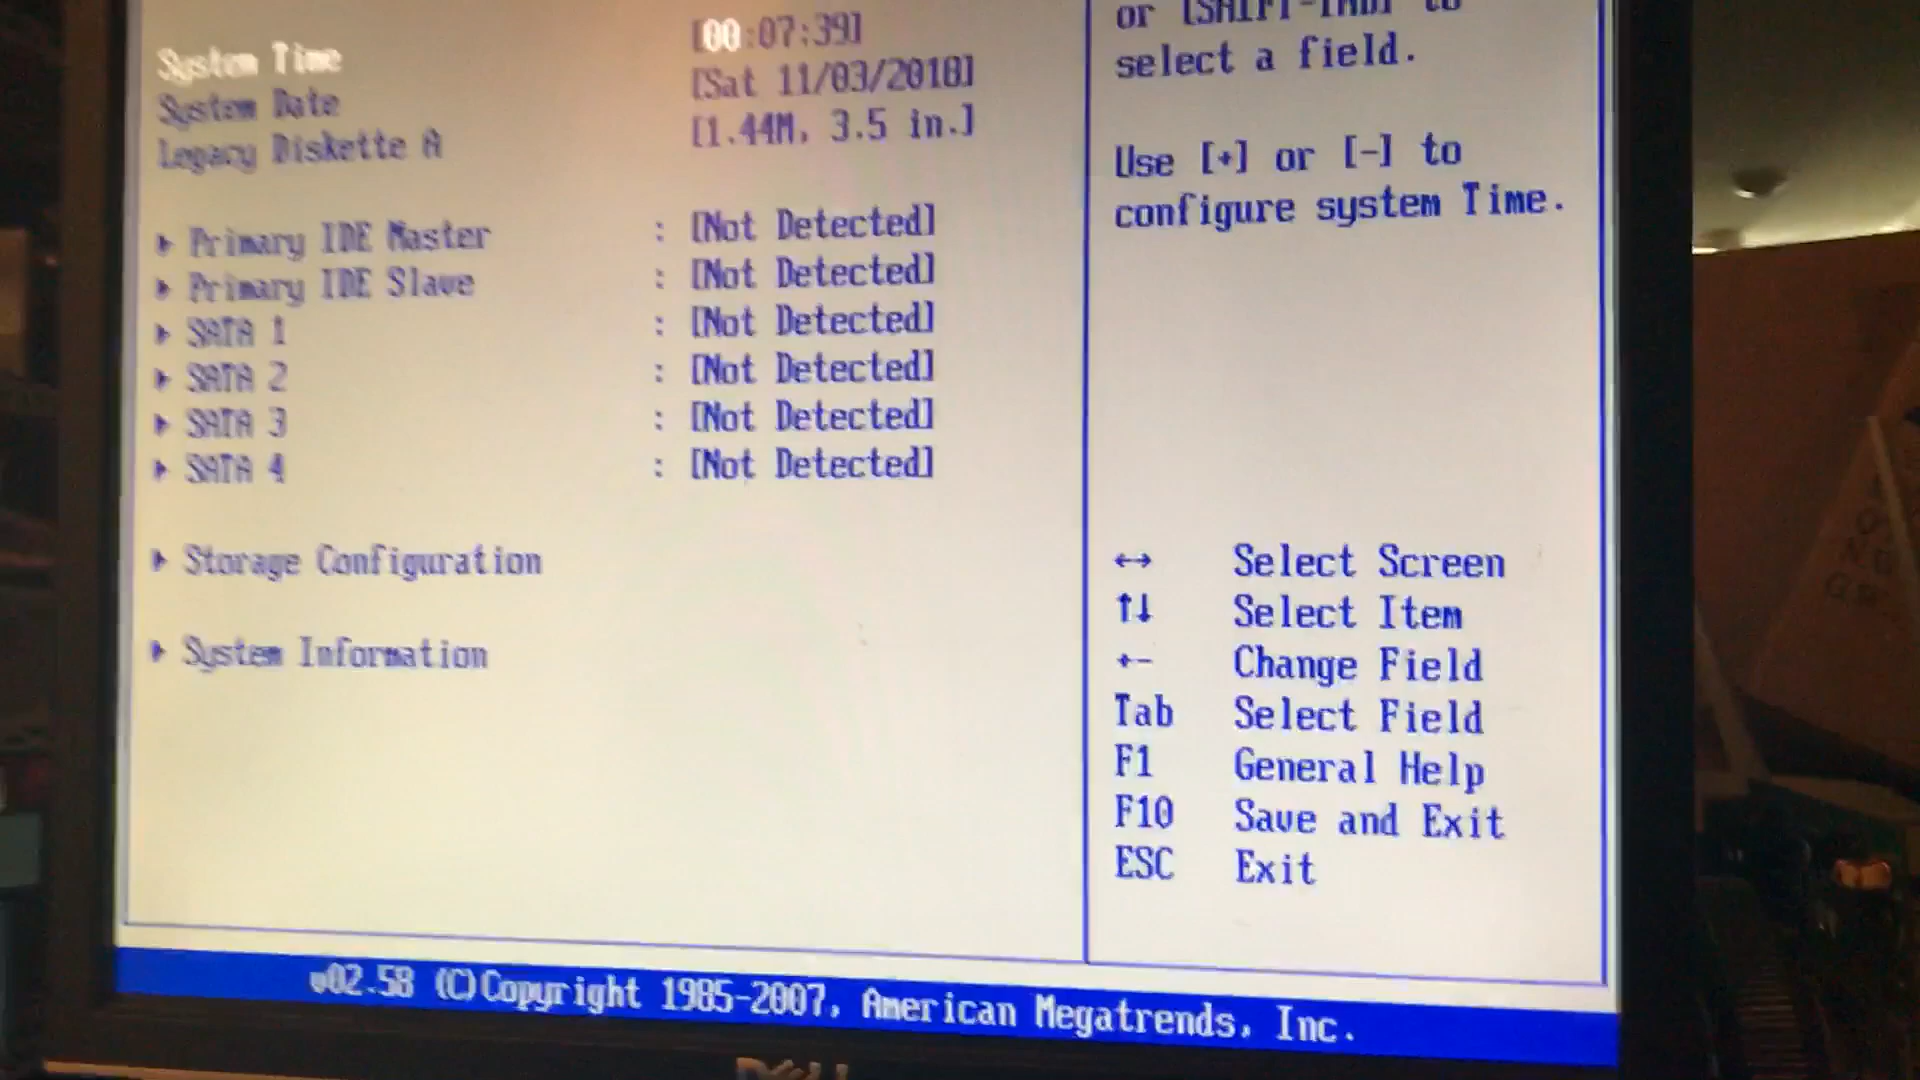 or [SHIFT-TAB] to
select a field.
System Time [00:07:39]
System Date [Sat 11/03/2018]
Legacy Diskette A [1.44M, 3.5 in.]
Use [+] or [-] to
configure system Time.
Primary IDE Master : [Not Detected]
Primary IDE Slave : [Not Detected]
SATA 1 : [Not Detected]
SATA 2 : [Not Detected]
SATA 3 : [Not Detected]
SATA 4 : [Not Detected]
Storage Configuration
System Information
↔ Select Screen
↑↓ Select Item
+- Change Field
Tab Select Field
F1 General Help
F10 Save and Exit
ESC Exit
v02.58 (C)Copyright 1985-2007, American Megatrends, Inc.
DELL